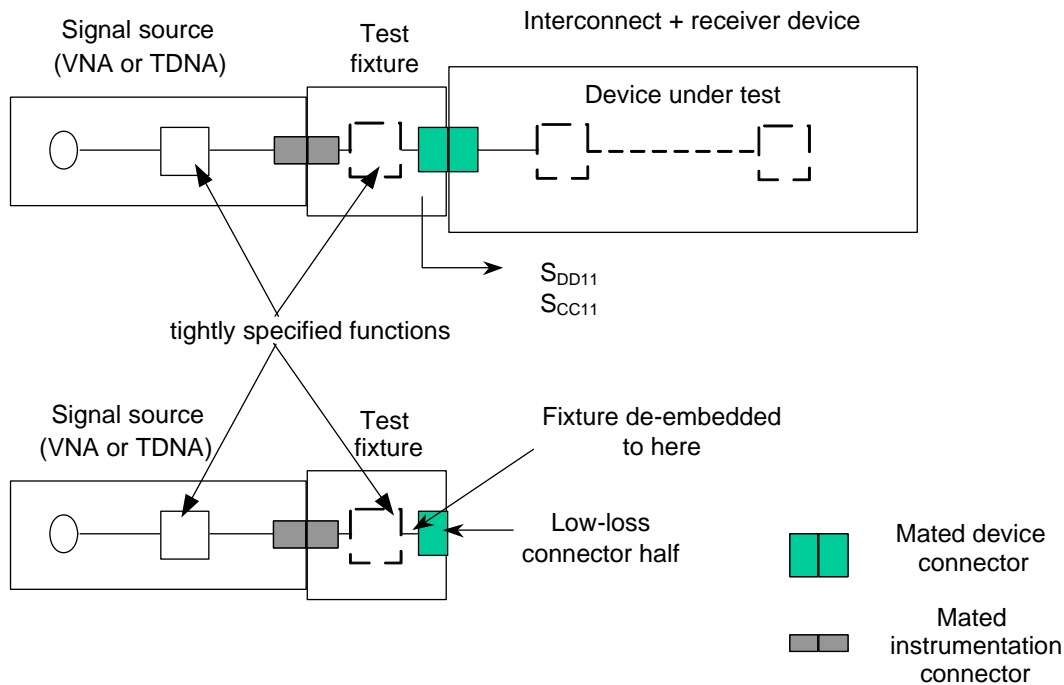 Interconnect + receiver device
Signal source
(VNA or TDNA)
Test
fixture
Device under test
S_DD11
S_CC11
tightly specified functions
Signal source
(VNA or TDNA)
Test
fixture
Fixture de-embedded
to here
Low-loss
connector half
Mated device
connector
Mated
instrumentation
connector